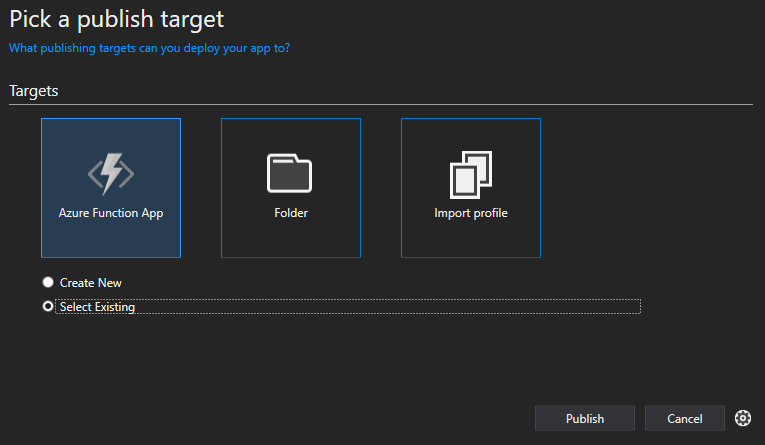 Pick a publish target
What publishing targets can you deploy your app to?
Targets
Azure Function App
Folder
Import profile
Create New
Select Existing
Publish
Cancel